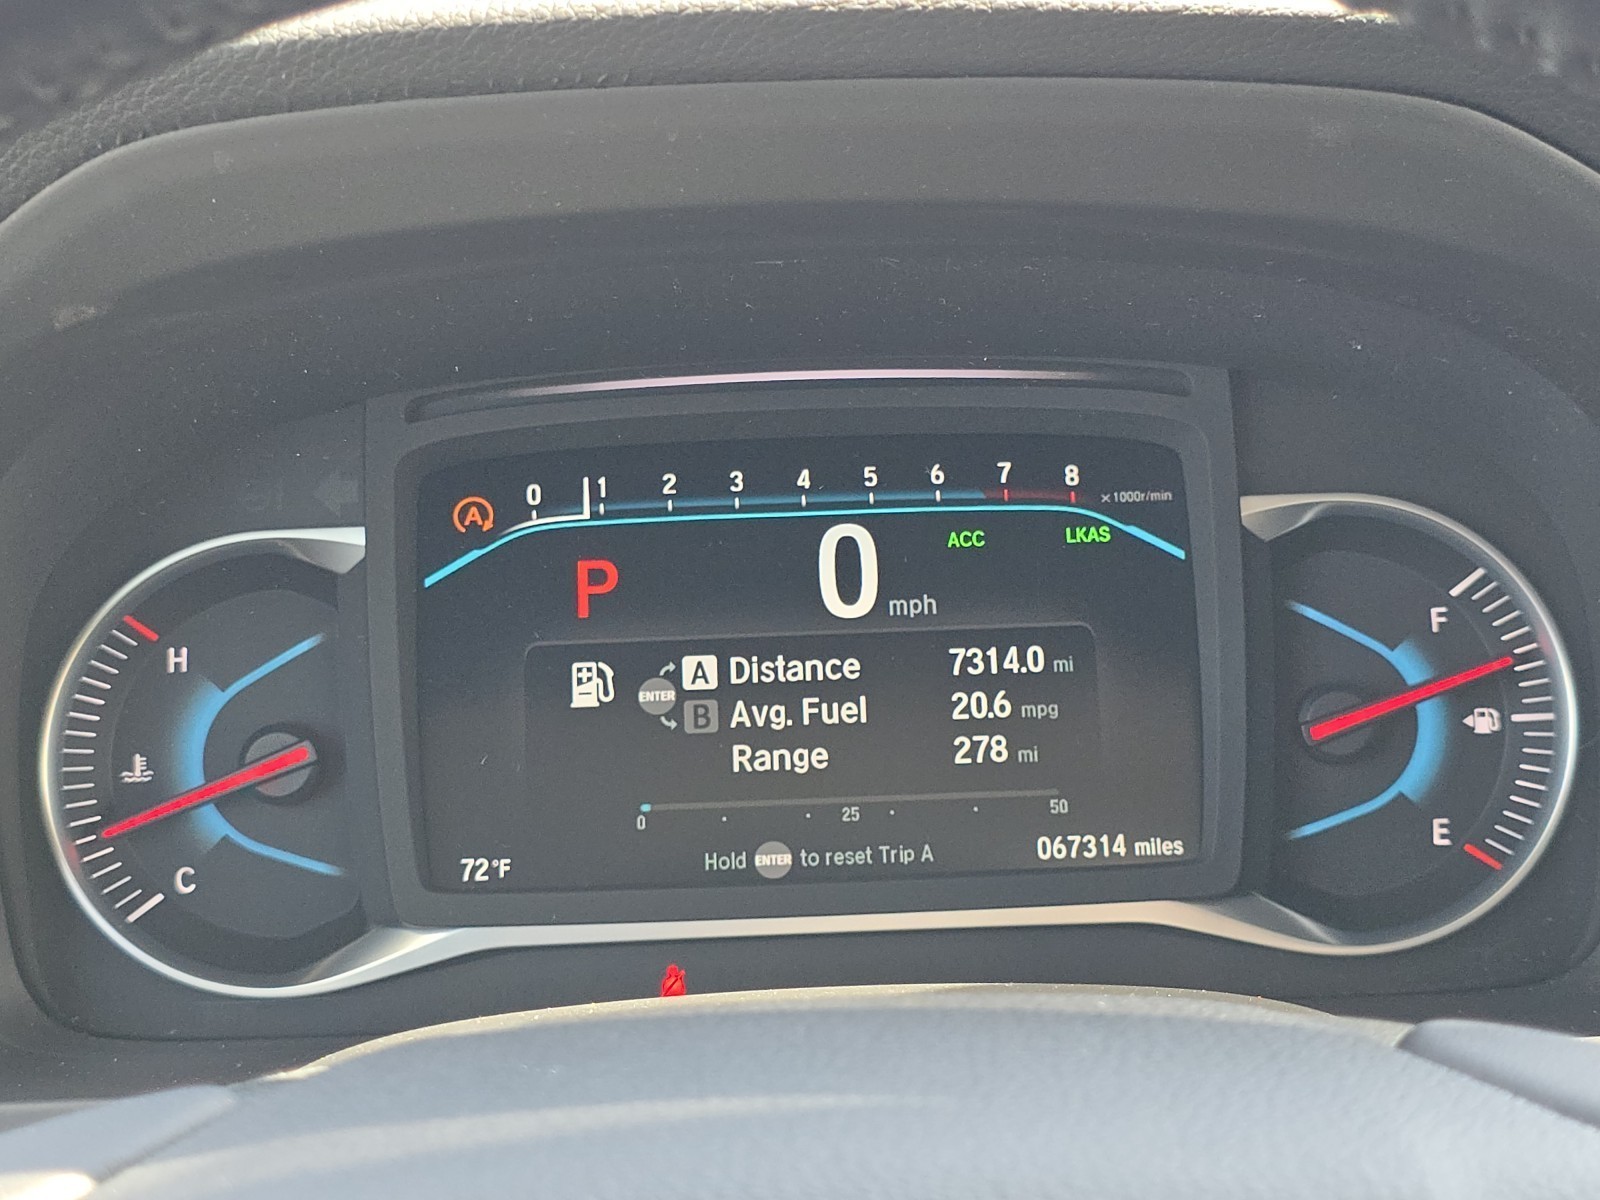 0 1 2 3 4 5 6 7 8 x1000r/min
A
ACC LKAS
P 0 mph
H
F
A Distance 7314.0 mi
ENTER
B Avg. Fuel 20.6 mpg
Range 278 mi
0 25 50
C
E
Hold ENTER to reset Trip A
72°F
067314 miles